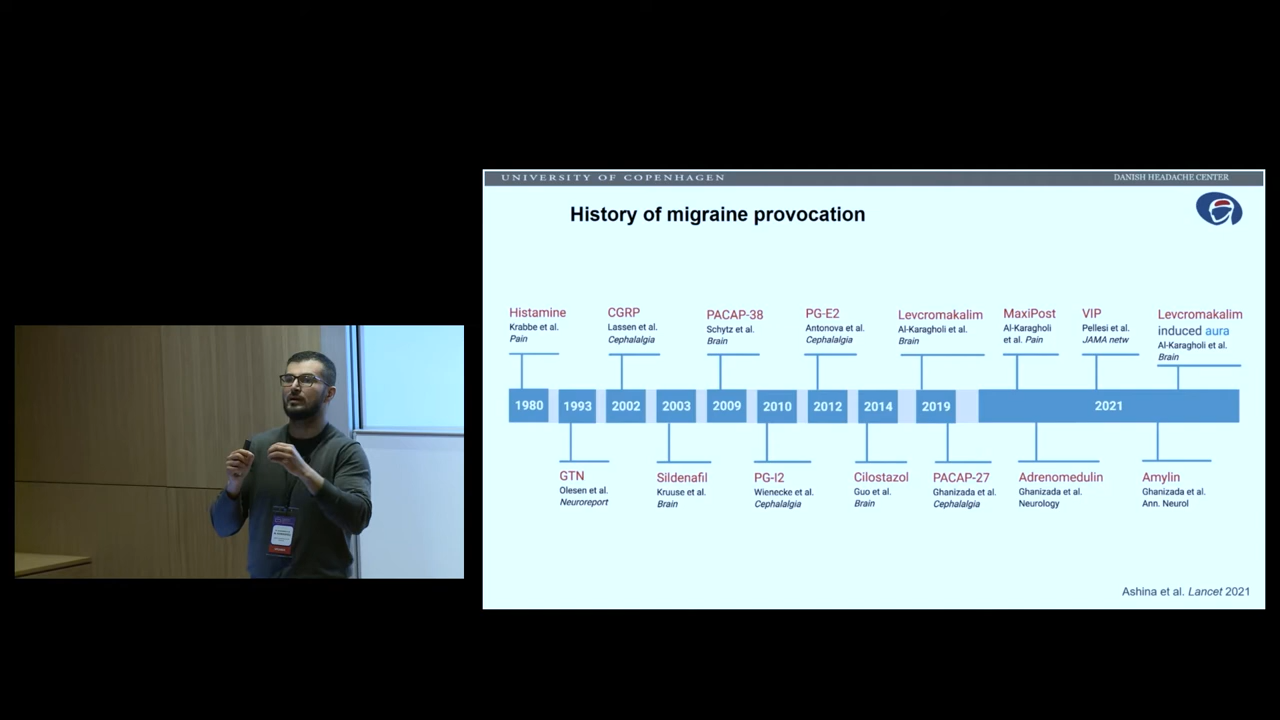 UNIVERSITY OF COPENHAGEN
DANISH HEADACHE CENTER
History of migraine provocation
Histamine
Krabbe et al.
Pain
CGRP
Lassen et al.
Cephalalgia
PACAP-38
Schytz et al.
Brain
PG-E2
Antonova et al.
Cephalalgia
Levcromakalim
Al-Karagholi et al.
Brain
MaxiPost
Al-Karagholi
et al. Pain
VIP
Pellesi et al.
JAMA netw
Levcromakalim
induced aura
Al-Karagholi et al.
Brain
1980
1993
2002
2003
2009
2010
2012
2014
2019
2021
GTN
Olesen et al.
Neuroreport
Sildenafil
Kruuse et al.
Brain
PG-I2
Wienecke et al.
Cephalalgia
Cilostazol
Guo et al.
Brain
PACAP-27
Ghanizada et al.
Cephalalgia
Adrenomedulin
Ghanizada et al.
Neurology
Amylin
Ghanizada et al.
Ann. Neurol
Ashina et al. Lancet 2021